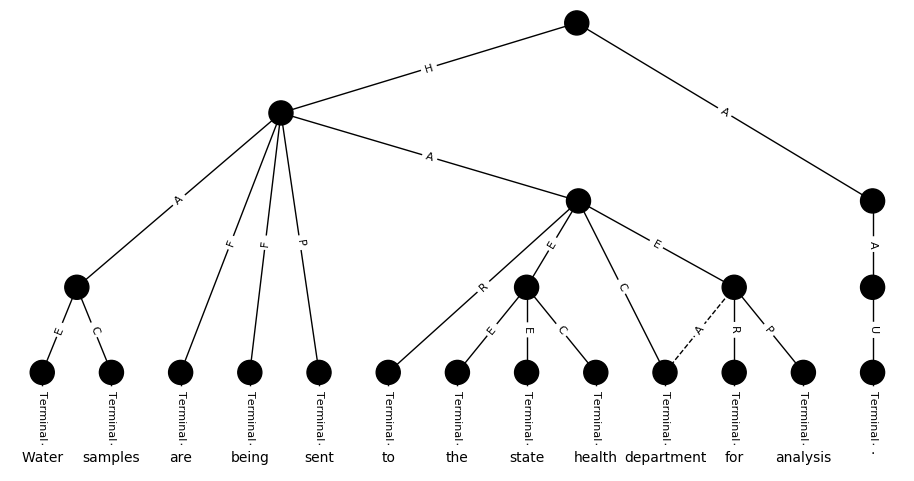 H
A
A
A
F
F
P
E
E
A
R
C
A
E
C
E
E
C
A
R
P
U
Terminal Terminal Terminal Terminal Terminal Terminal Terminal Terminal Terminal Terminal Terminal Terminal Terminal
Water samples are being sent to the state health department for analysis .